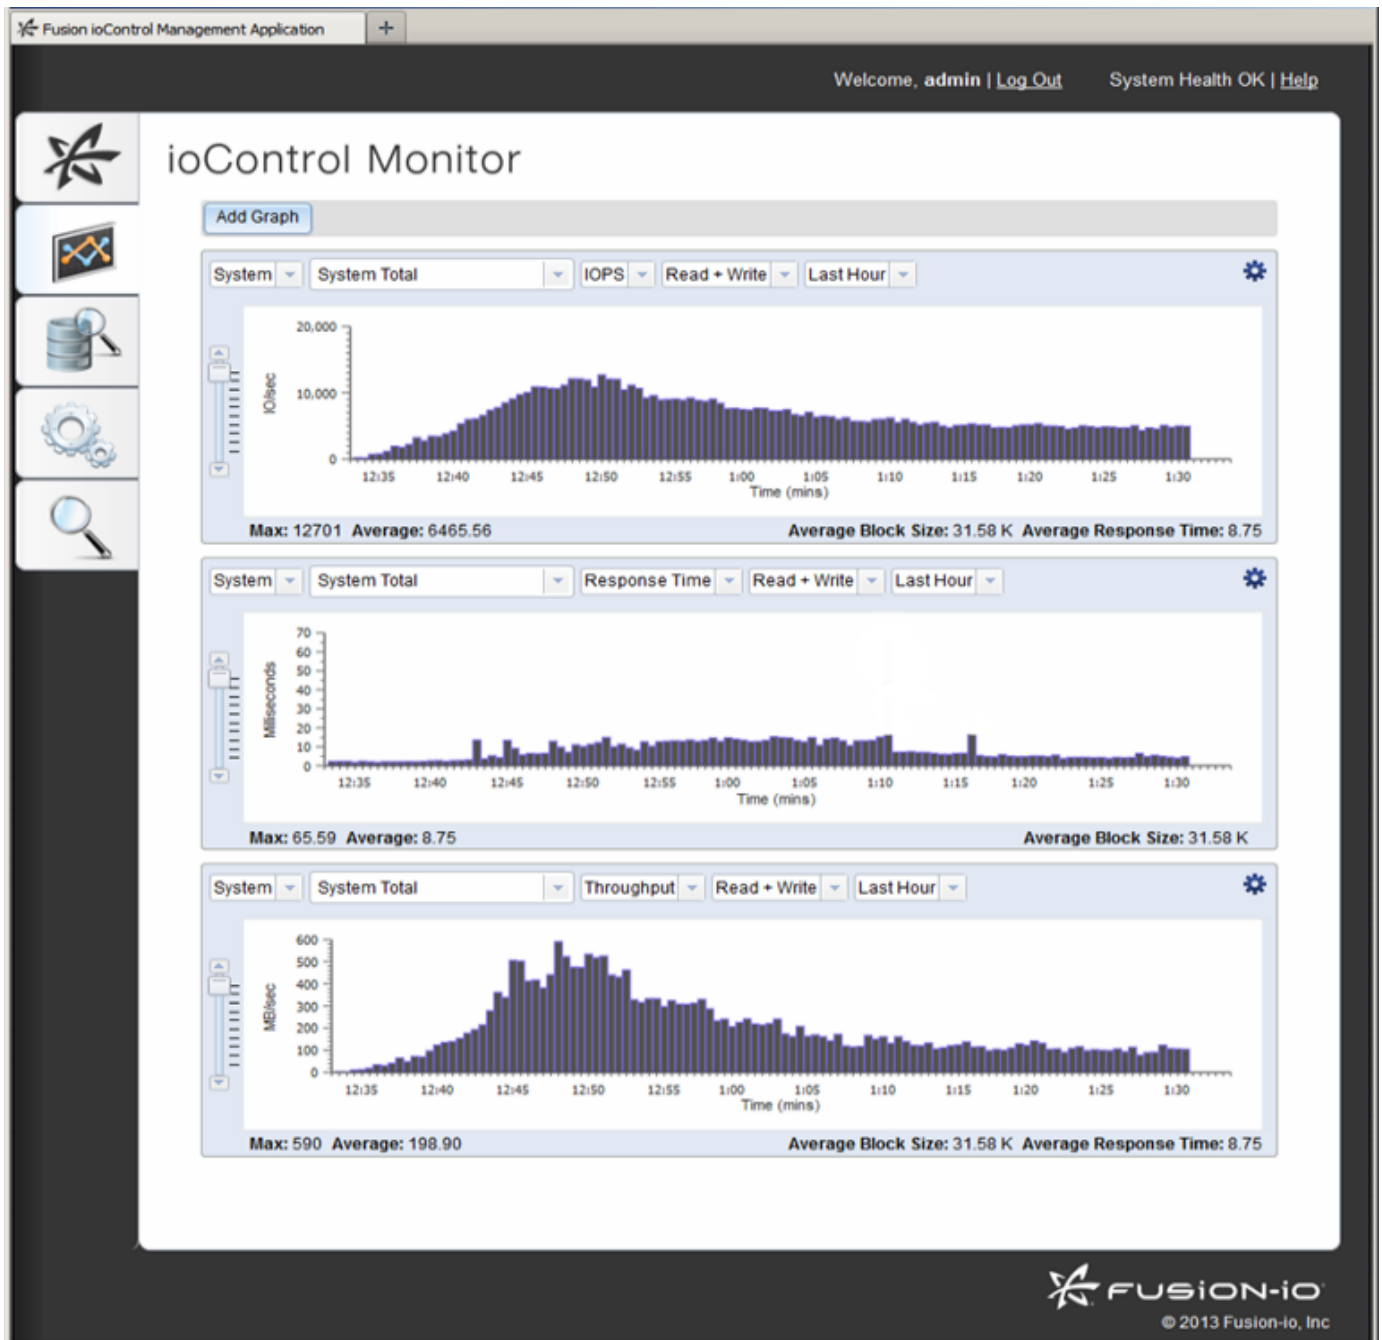 Fusion ioControl Management Application
+
Welcome, admin | Log Out System Health OK | Help
ioControl Monitor
Add Graph
System System Total IOPS Read + Write Last Hour
20,000
10,000
0
IO/sec
12:35 12:40 12:45 12:50 12:55 1:00 1:05 1:10 1:15 1:20 1:25 1:30
Time (mins)
Max: 12701 Average: 6465.56 Average Block Size: 31.58 K Average Response Time: 8.75
System System Total Response Time Read + Write Last Hour
70
60
50
40
30
20
10
0
Milliseconds
12:35 12:40 12:45 12:50 12:55 1:00 1:05 1:10 1:15 1:20 1:25 1:30
Time (mins)
Max: 65.59 Average: 8.75 Average Block Size: 31.58 K
System System Total Throughput Read + Write Last Hour
600
500
400
300
200
100
0
MB/sec
12:35 12:40 12:45 12:50 12:55 1:00 1:05 1:10 1:15 1:20 1:25 1:30
Time (mins)
Max: 590 Average: 198.90 Average Block Size: 31.58 K Average Response Time: 8.75
FUSION-iO
© 2013 Fusion-io, Inc